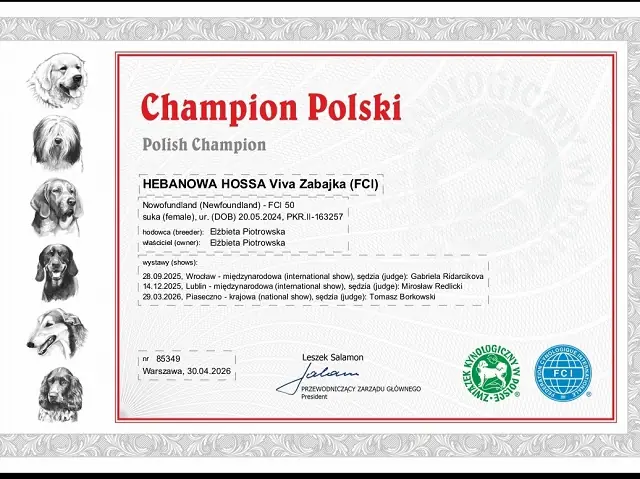 Champion Polski
Polish Champion
HEBANOWA HOSSA Viva Zabajka (FCI)
Nowofundland (Newfoundland) - FCI 50
suka (female), ur. (DOB) 20.05.2024, PKR.II-163257
hodowca (breeder): Elżbieta Piotrowska
właściciel (owner): Elżbieta Piotrowska
wystawy (shows):
28.09.2025, Wrocław - międzynarodowa (international show), sędzia (judge): Gabriela Ridarcikova
14.12.2025, Lublin - międzynarodowa (international show), sędzia (judge): Mirosław Redlicki
29.03.2026, Piaseczno - krajowa (national show), sędzia (judge): Tomasz Borkowski
nr 85349
Warszawa, 30.04.2026
Leszek Salamon
PRZEWODNICZĄCY ZARZĄDU GŁÓWNEGO
President
ZWIĄZEK KYNOLOGICZNY W POLSCE
®
FEDERATION CYNOLOGIQUE INTERNATIONALE
FCI
®